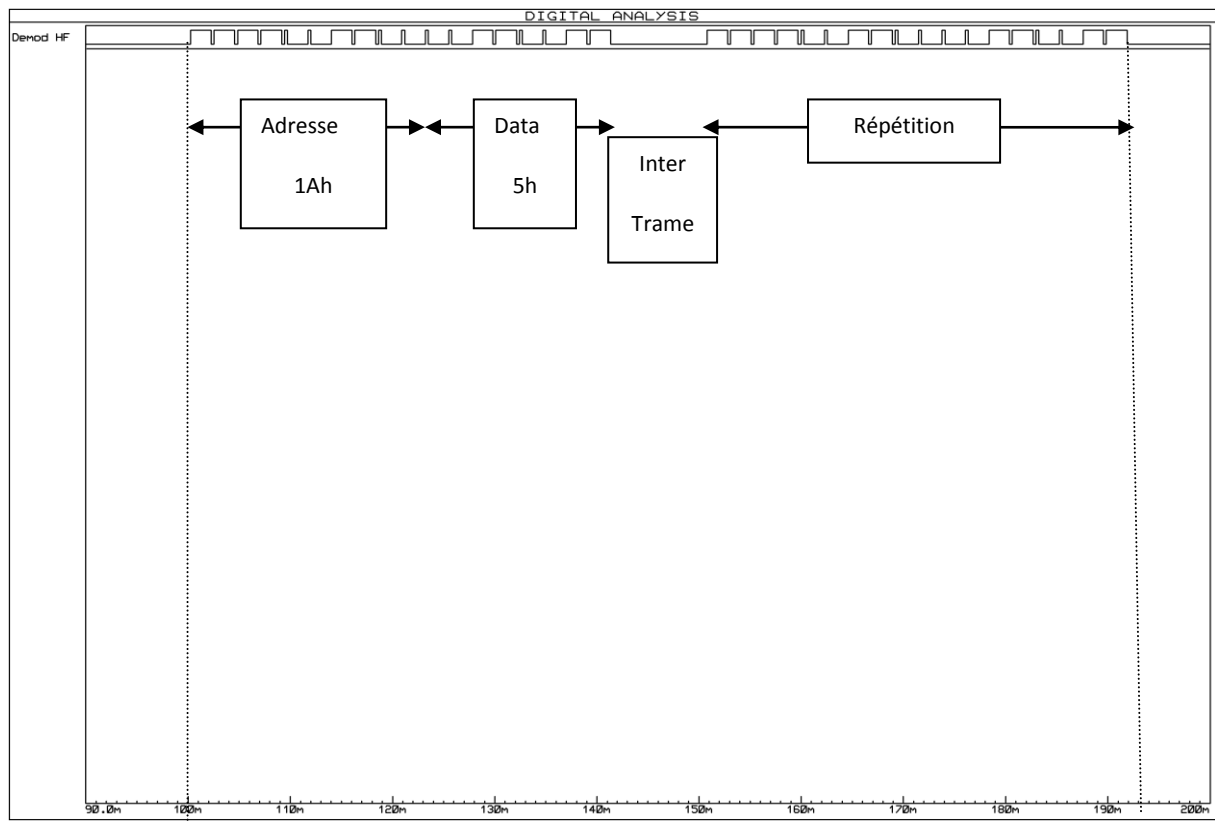 DIGITAL ANALYSIS
Demod HF
Adresse
1Ah
Data
5h
Inter
Trame
Répétition
90.0m 100m 110m 120m 130m 140m 150m 160m 170m 180m 190m 200m